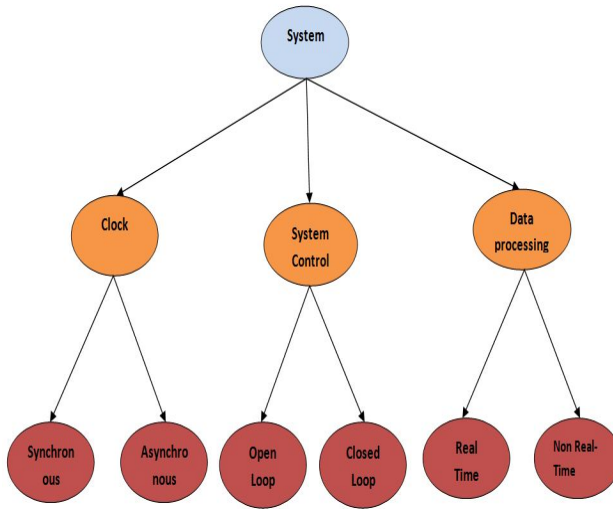 System
Clock
System
Control
Data
processing
Synchron
ous
Asynchro
nous
Open
Loop
Closed
Loop
Real
Time
Non Real-
Time